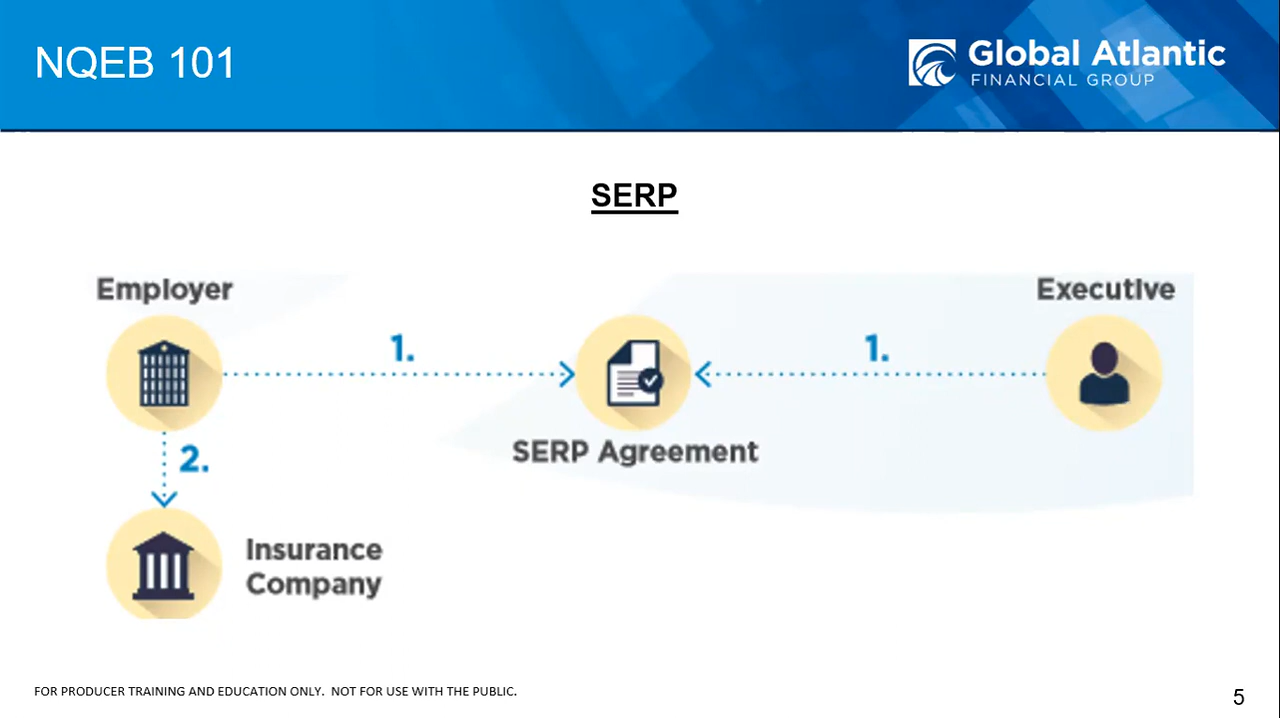 NQEB 101
Global Atlantic
FINANCIAL GROUP
SERP
Employer
Executive
1.
1.
SERP Agreement
2.
Insurance
Company
FOR PRODUCER TRAINING AND EDUCATION ONLY. NOT FOR USE WITH THE PUBLIC.
5